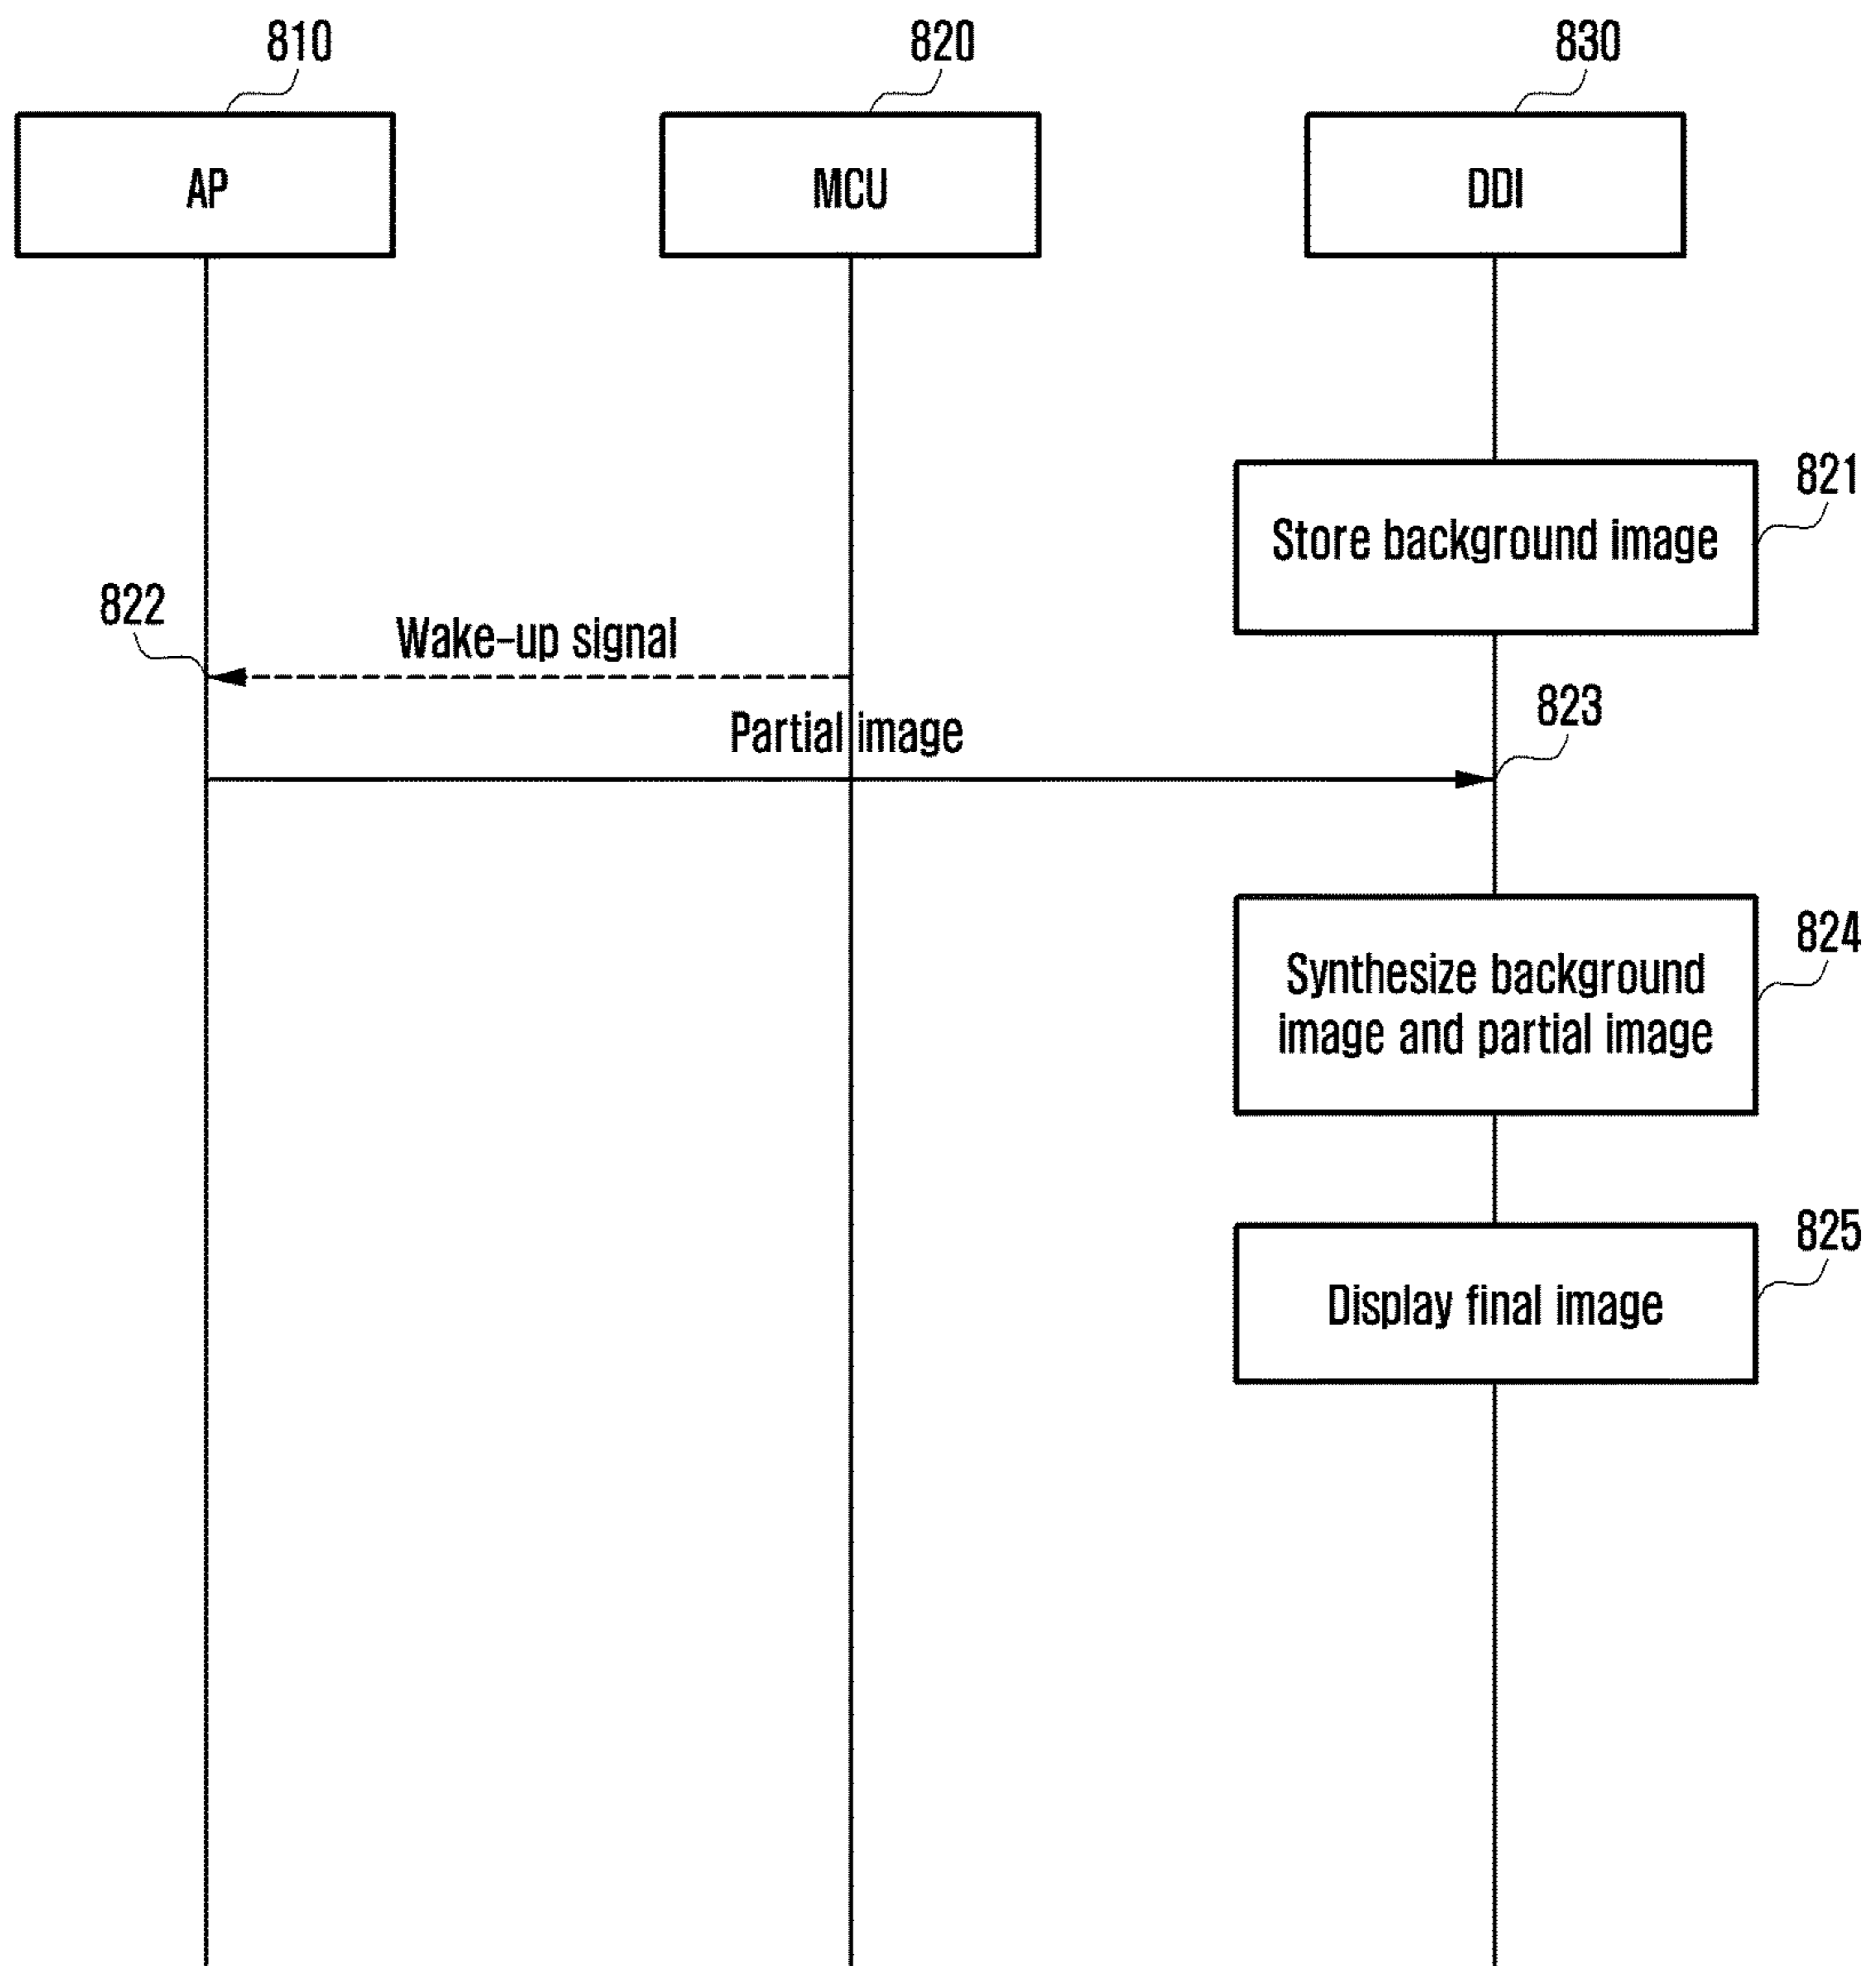 810
820
830
AP
MCU
DDI
821
Store background image
822
Wake-up signal
823
Partial image
824
Synthesize background
image and partial image
825
Display final image